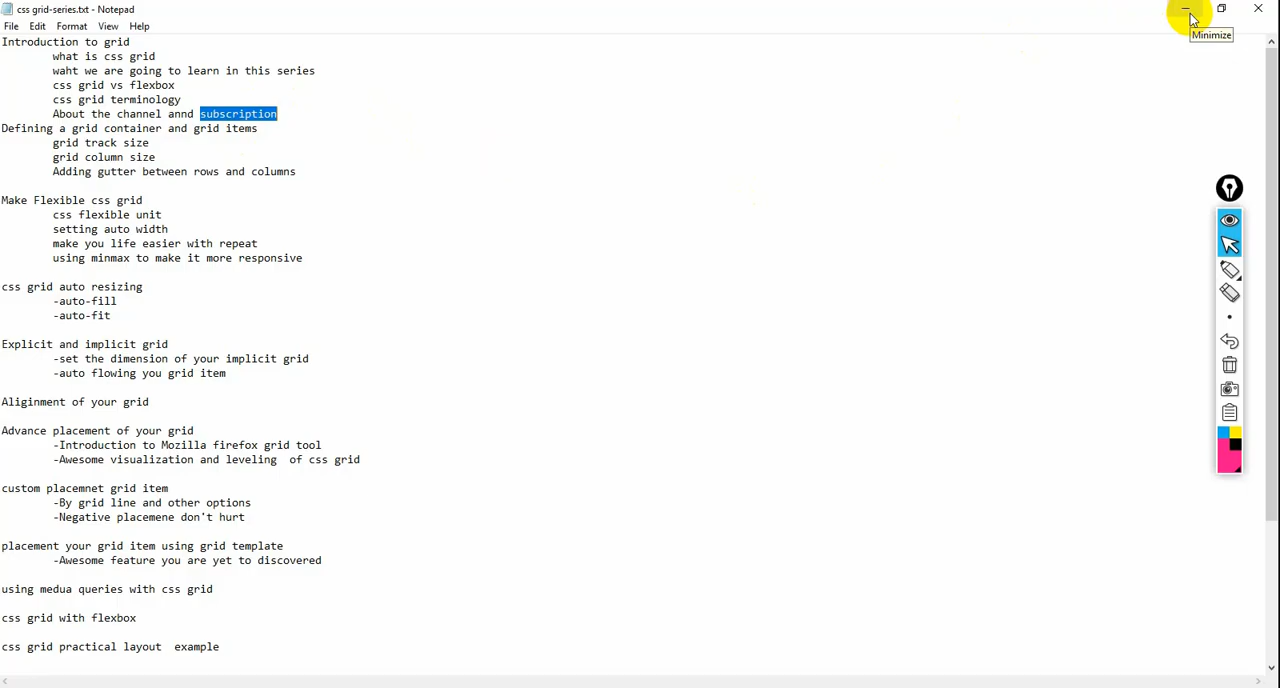 css grid-series.txt - Notepad
File Edit Format View Help
Minimize
Introduction to grid
what is css grid
waht we are going to learn in this series
css grid vs flexbox
css grid terminology
About the channel annd subscription
Defining a grid container and grid items
grid track size
grid column size
Adding gutter between rows and columns
Make Flexible css grid
css flexible unit
setting auto width
make you life easier with repeat
using minmax to make it more responsive
css grid auto resizing
-auto-fill
-auto-fit
Explicit and implicit grid
-set the dimension of your implicit grid
-auto flowing you grid item
Aliginment of your grid
Advance placement of your grid
-Introduction to Mozilla firefox grid tool
-Awesome visualization and leveling  of css grid
custom placemnet grid item
-By grid line and other options
-Negative placemene don't hurt
placement your grid item using grid template
-Awesome feature you are yet to discovered
using medua queries with css grid
css grid with flexbox
css grid practical layout  example